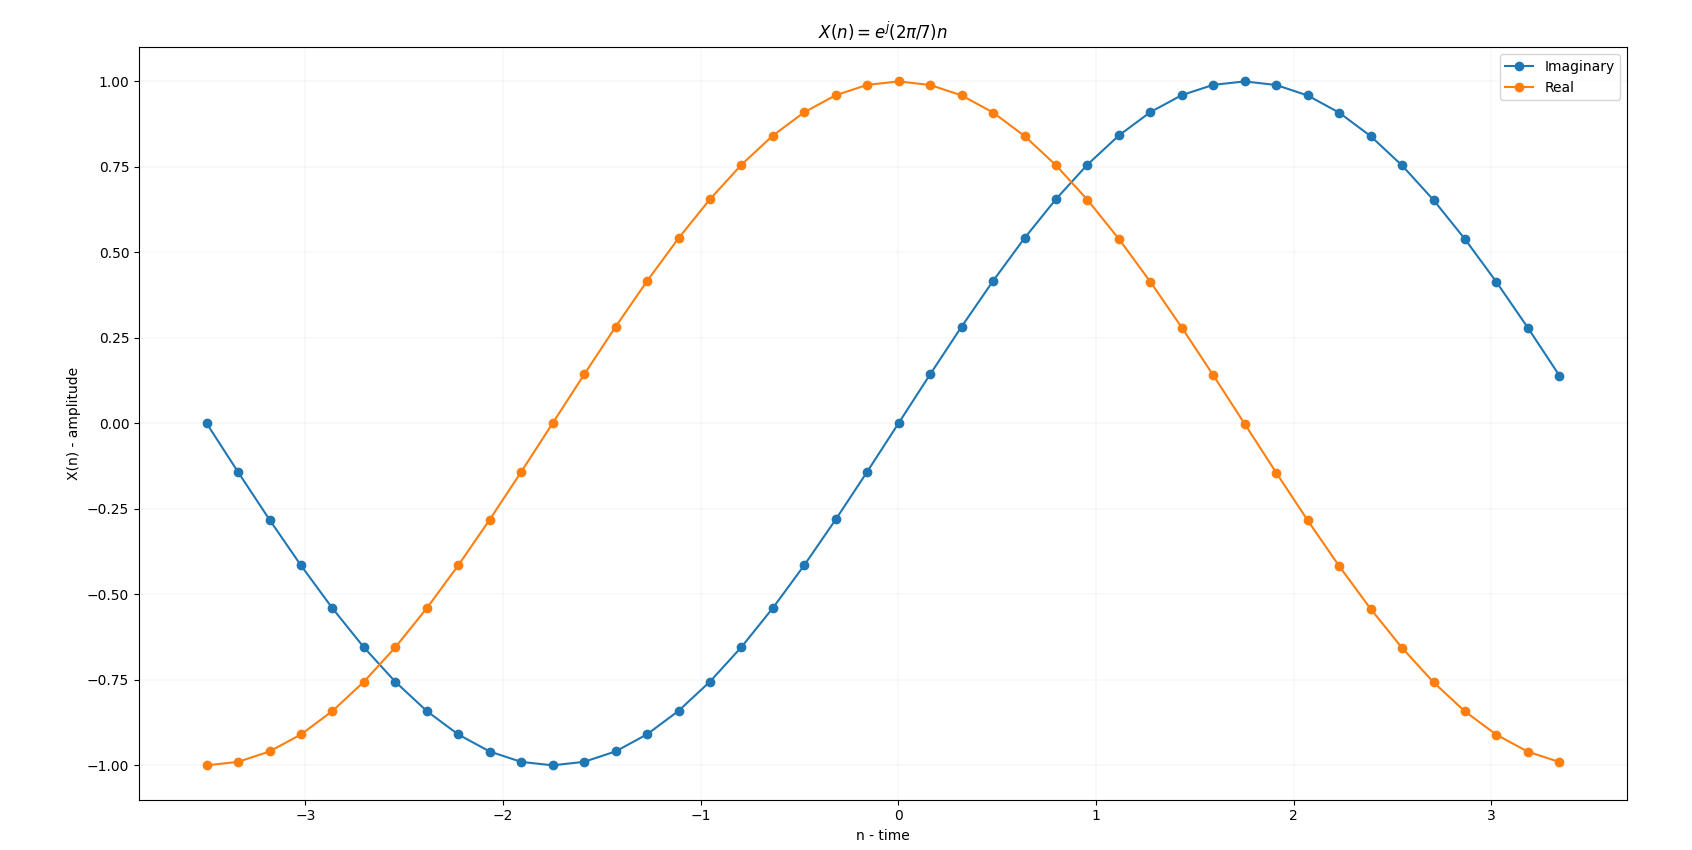 X(n) = e^j(2π/7)n
Imaginary
Real
1.00
0.75
0.50
0.25
0.00
−0.25
−0.50
−0.75
−1.00
X(n) - amplitude
−3 −2 −1 0 1 2 3
n - time